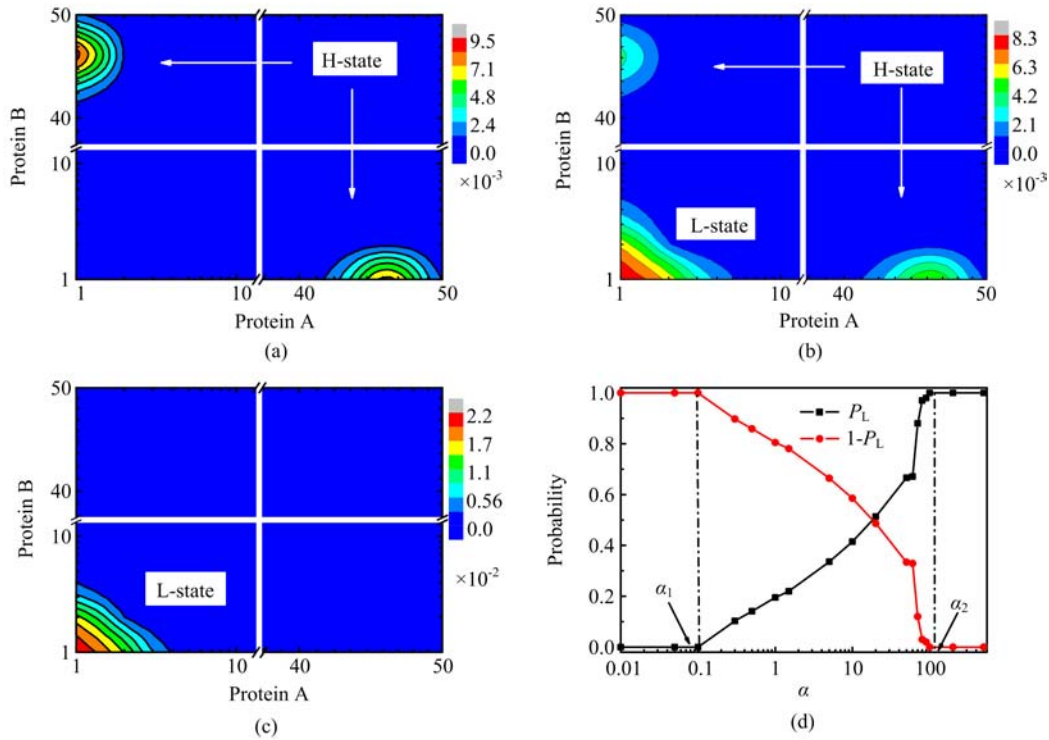 50
40
10
1
Protein B
H-state
9.5
7.1
4.8
2.4
0.0
×10⁻³
1
10
40
50
Protein A
(a)
50
40
10
1
Protein B
H-state
L-state
8.3
6.3
4.2
2.1
0.0
×10⁻³
1
10
40
50
Protein A
(b)
50
40
10
1
Protein B
L-state
2.2
1.7
1.1
0.56
0.0
×10⁻²
1
10
40
50
Protein A
(c)
1.0
0.8
0.6
0.4
0.2
0.0
Probability
P_L
1-P_L
α₁
α₂
0.01
0.1
1
10
100
α
(d)